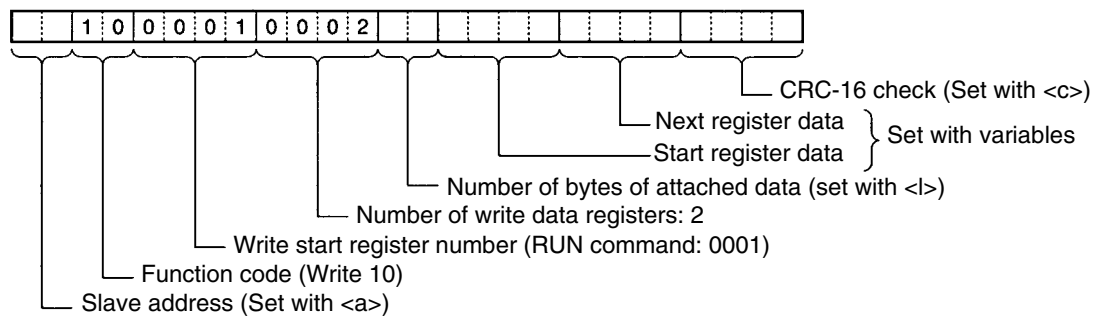 1 0 0 0 0 1 0 0 0 2
CRC-16 check (Set with <c>)
Next register data
Set with variables
Start register data
Number of bytes of attached data (set with <l>)
Number of write data registers: 2
Write start register number (RUN command: 0001)
Function code (Write 10)
Slave address (Set with <a>)